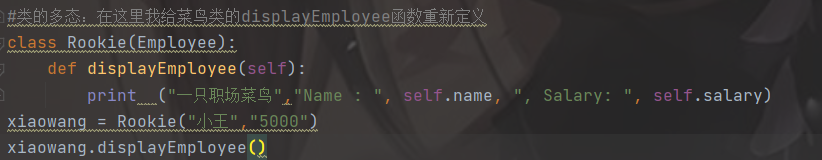 #类的多态：在这里我给菜鸟类的displayEmployee函数重新定义
class Rookie(Employee):
    def displayEmployee(self):
        print  ("一只职场菜鸟","Name : ", self.name, ", Salary: ", self.salary)
xiaowang = Rookie("小王","5000")
xiaowang.displayEmployee()